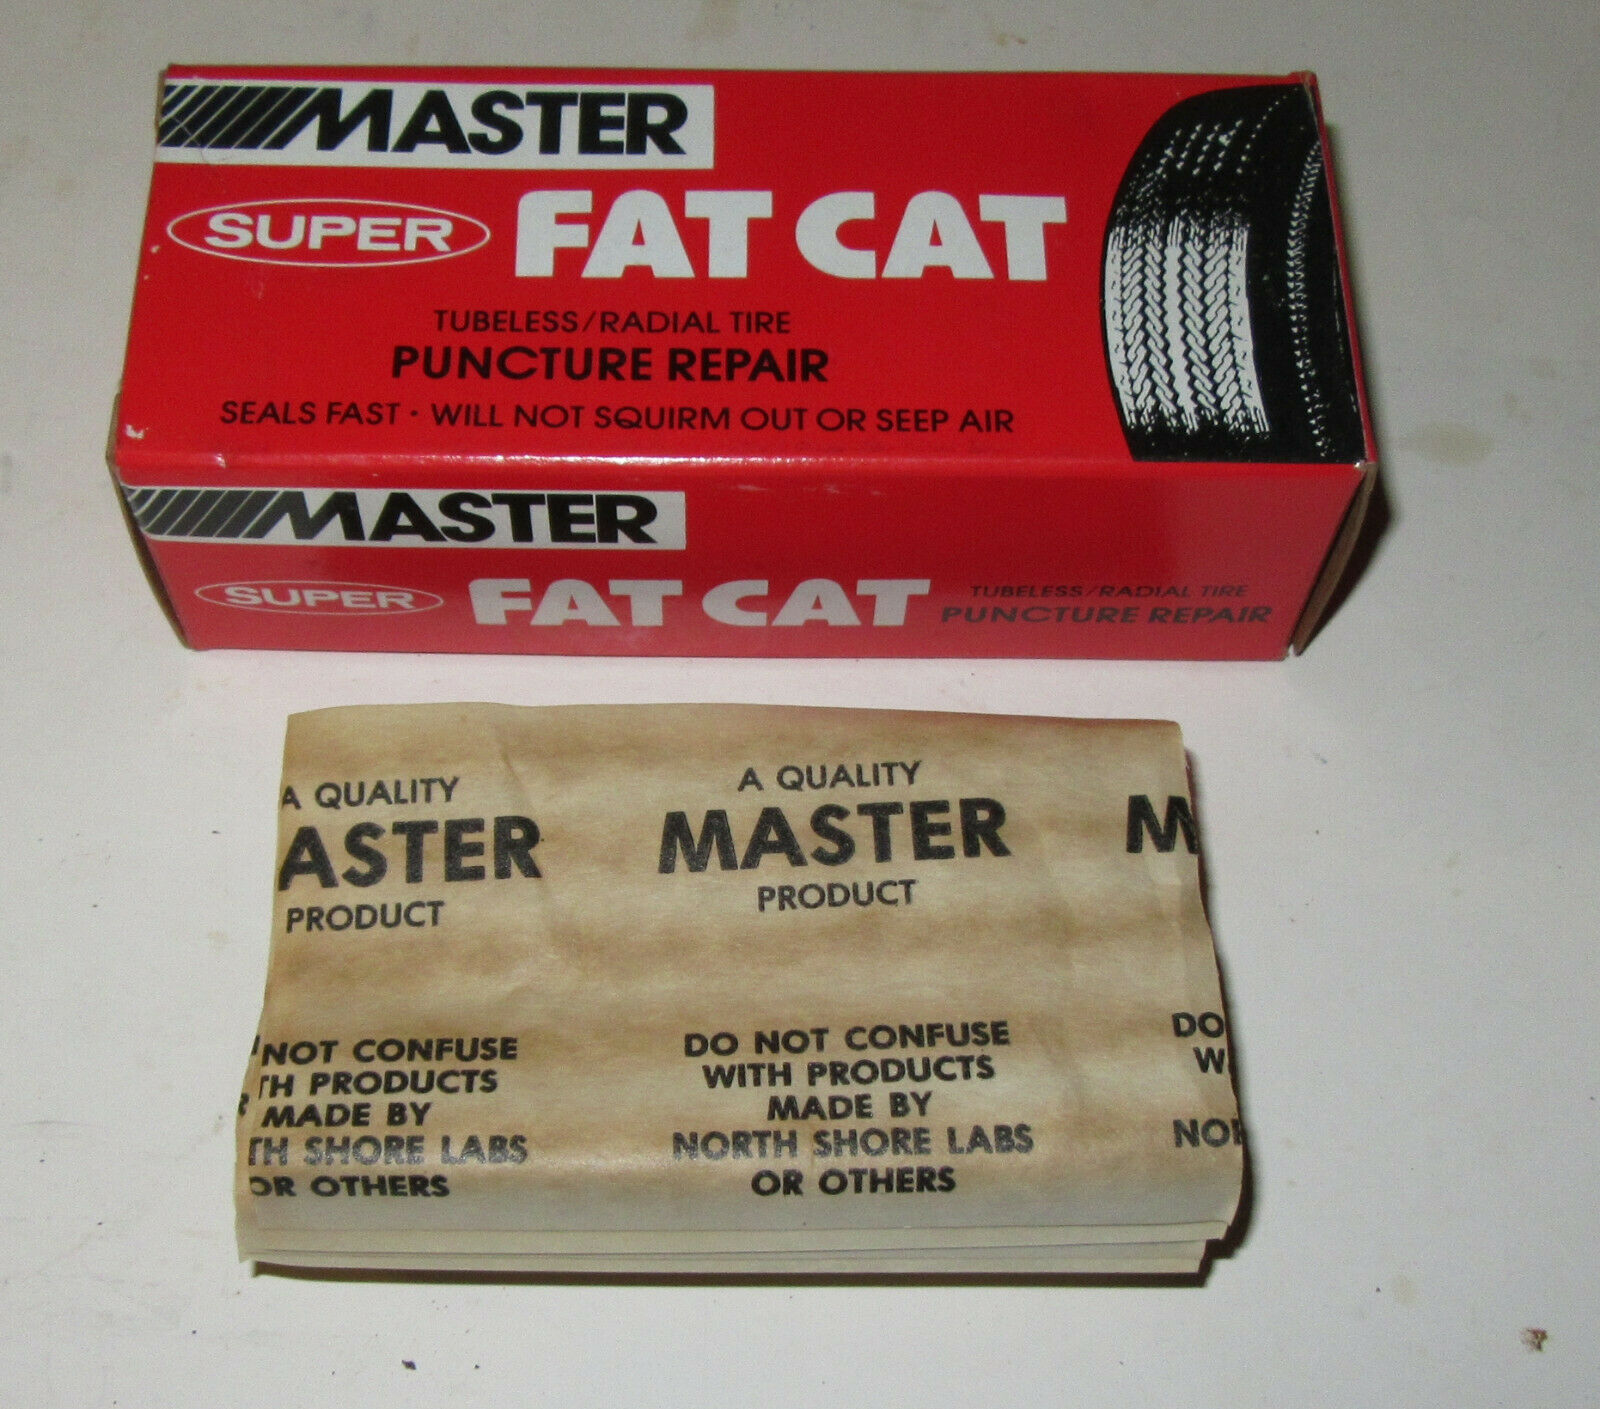 MASTER
SUPER FAT CAT
TUBELESS/RADIAL TIRE
PUNCTURE REPAIR
SEALS FAST · WILL NOT SQUIRM OUT OR SEEP AIR
MASTER
SUPER FAT CAT TUBELESS/RADIAL TIRE
PUNCTURE REPAIR
A QUALITY
ASTER
PRODUCT
A QUALITY
MASTER
PRODUCT
M
NOT CONFUSE
TH PRODUCTS
MADE BY
TH SHORE LABS
OR OTHERS
DO NOT CONFUSE
WITH PRODUCTS
MADE BY
NORTH SHORE LABS
OR OTHERS
DO
W
NO